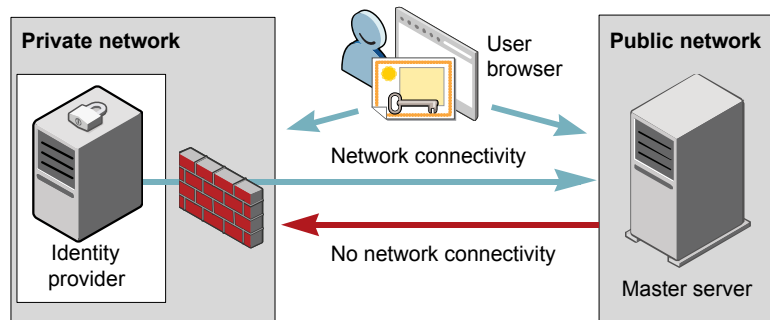 Private network
User
browser
Public network
Network connectivity
Identity
provider
No network connectivity
Master server